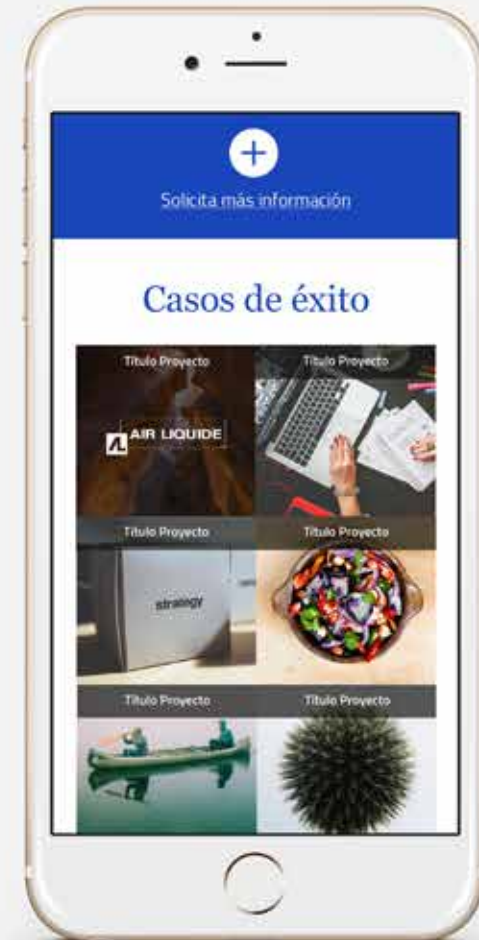 Solicita más información
Casos de éxito
Título Proyecto
Título Proyecto
AIR LIQUIDE
Título Proyecto
Título Proyecto
strategy
Título Proyecto
Título Proyecto